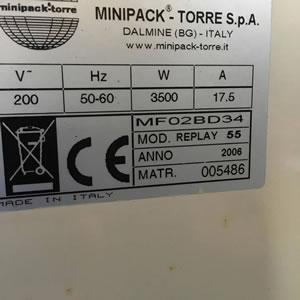 minipack-torre
MINIPACK® - TORRE S.p.A.
DALMINE (BG) - ITALY
www.minipack-torre.it
V~ Hz W A
200 50-60 3500 17.5
MF02BD34
MOD. REPLAY 55
ANNO 2006
MATR. 005486
CE
MADE IN ITALY